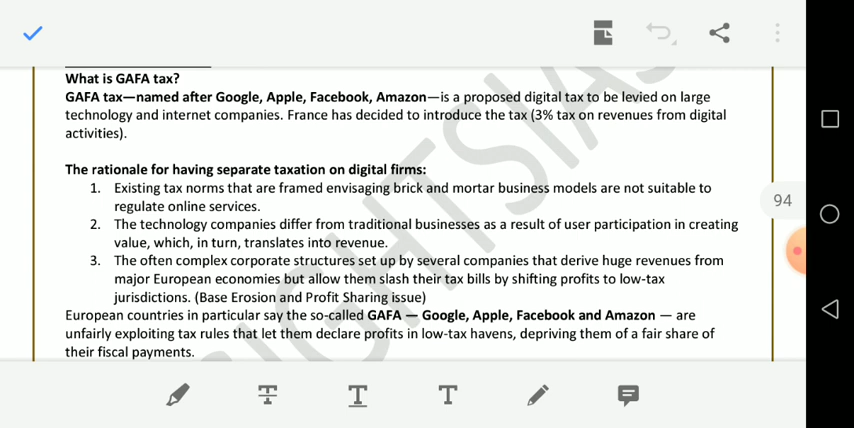 What is GAFA tax?
GAFA tax—named after Google, Apple, Facebook, Amazon—is a proposed digital tax to be levied on large
technology and internet companies. France has decided to introduce the tax (3% tax on revenues from digital
activities).
The rationale for having separate taxation on digital firms:
1. Existing tax norms that are framed envisaging brick and mortar business models are not suitable to
regulate online services.
2. The technology companies differ from traditional businesses as a result of user participation in creating
value, which, in turn, translates into revenue.
3. The often complex corporate structures set up by several companies that derive huge revenues from
major European economies but allow them slash their tax bills by shifting profits to low-tax
jurisdictions. (Base Erosion and Profit Sharing issue)
European countries in particular say the so-called GAFA — Google, Apple, Facebook and Amazon — are
unfairly exploiting tax rules that let them declare profits in low-tax havens, depriving them of a fair share of
their fiscal payments.
94